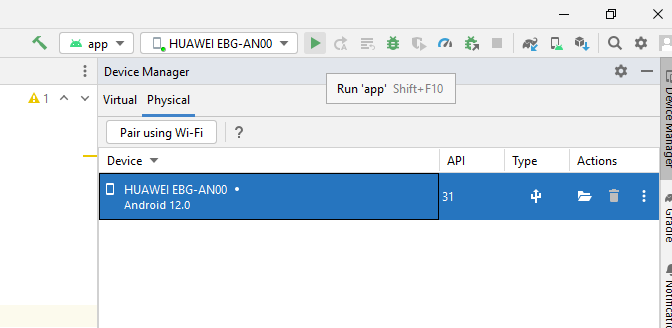 app
HUAWEI EBG-AN00
Device Manager
1
Run 'app' Shift+F10
Virtual
Physical
Pair using Wi-Fi
?
Device
API
Type
Actions
HUAWEI EBG-AN00
Android 12.0
31
Device Manager
Gradle